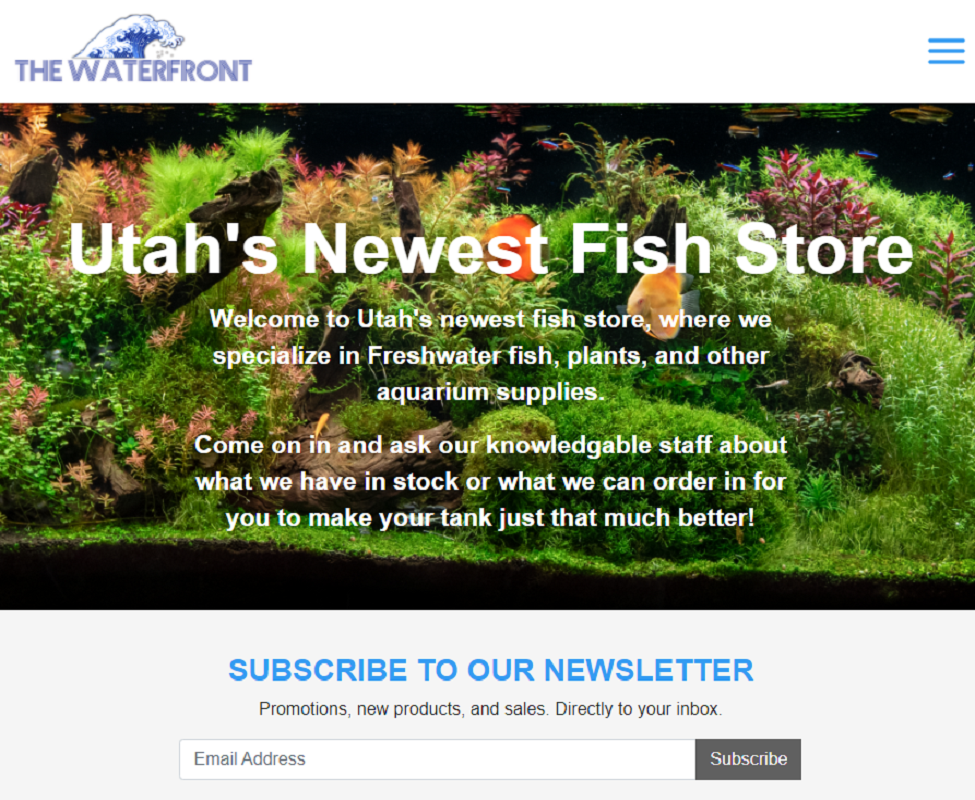 THE WATERFRONT
Utah's Newest Fish Store
Welcome to Utah's newest fish store, where we
specialize in Freshwater fish, plants, and other
aquarium supplies.
Come on in and ask our knowledgable staff about
what we have in stock or what we can order in for
you to make your tank just that much better!
SUBSCRIBE TO OUR NEWSLETTER
Promotions, new products, and sales. Directly to your inbox.
Email Address
Subscribe